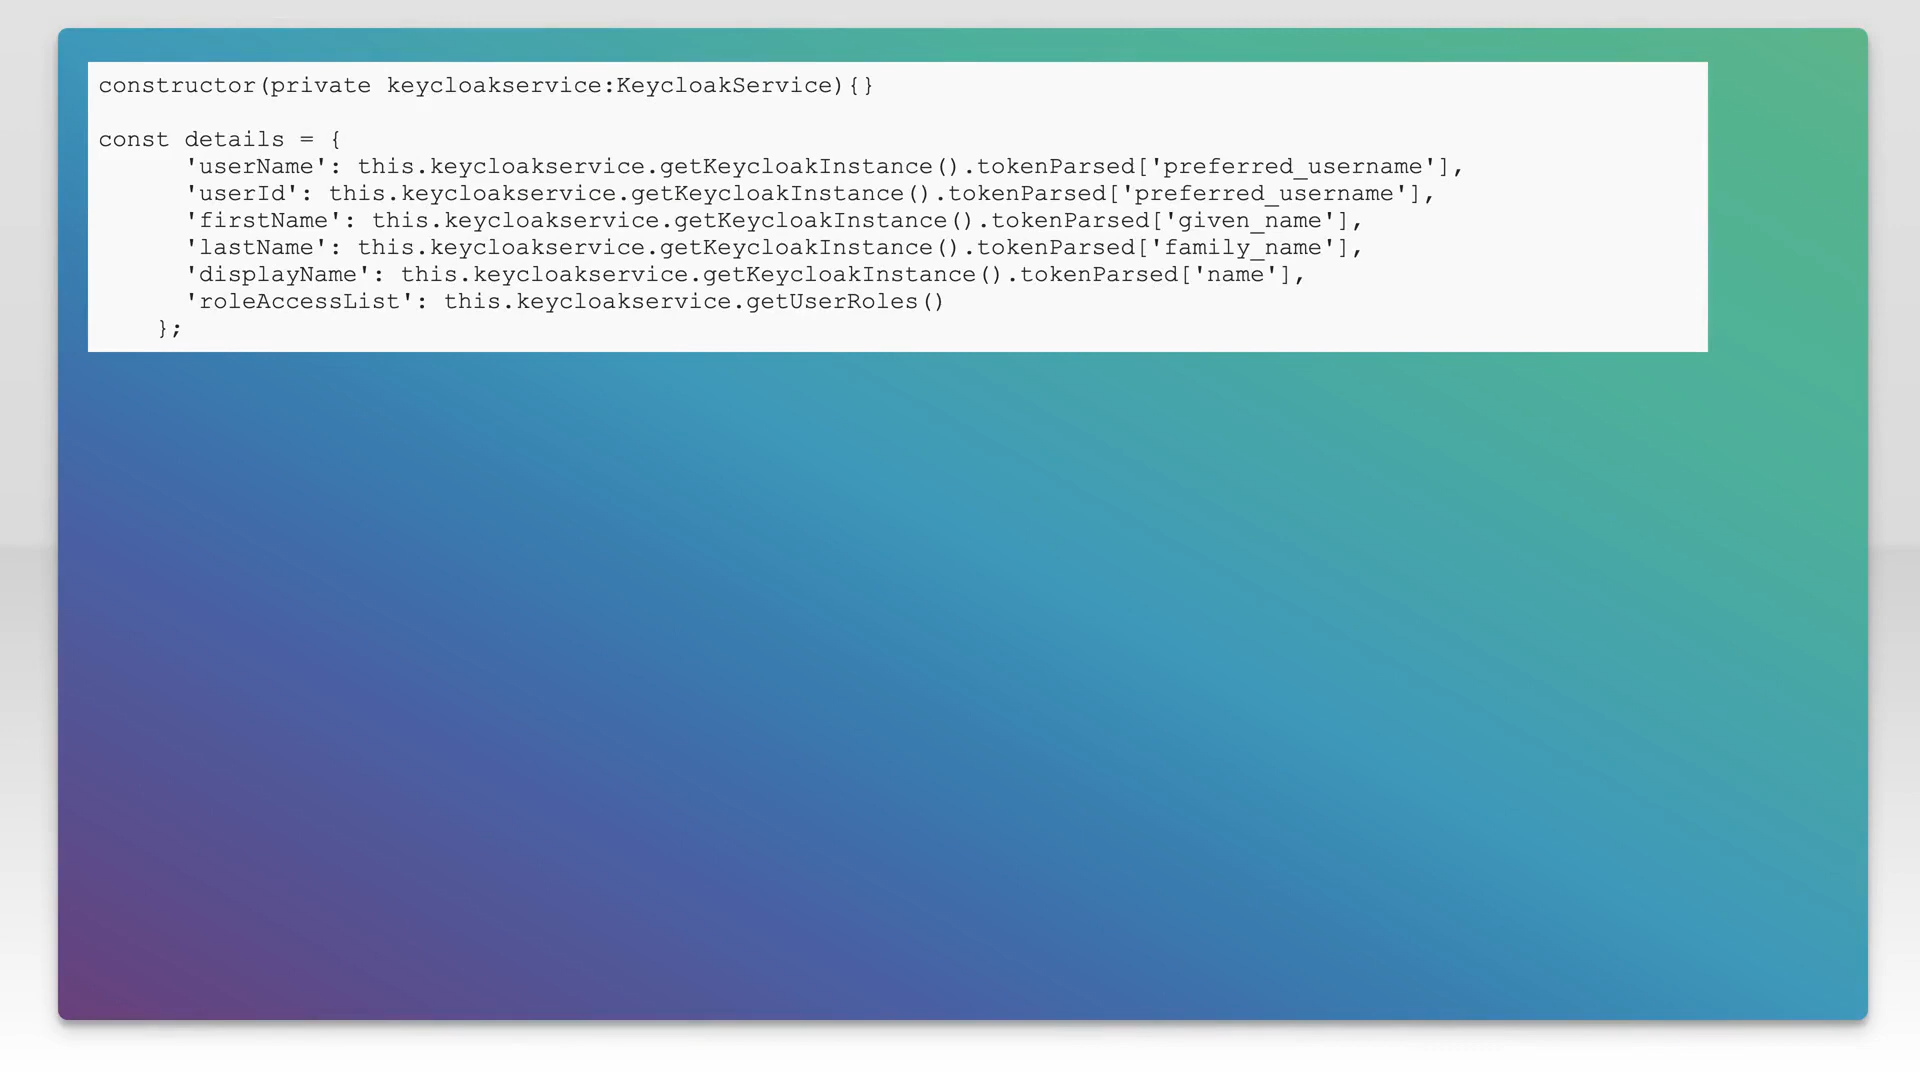 constructor(private keycloakservice:KeycloakService){}
const details = {
'userName': this.keycloakservice.getKeycloakInstance().tokenParsed['preferred_username'],
'userId': this.keycloakservice.getKeycloakInstance().tokenParsed['preferred_username'],
'firstName': this.keycloakservice.getKeycloakInstance().tokenParsed['given_name'],
'lastName': this.keycloakservice.getKeycloakInstance().tokenParsed['family_name'],
'displayName': this.keycloakservice.getKeycloakInstance().tokenParsed['name'],
'roleAccessList': this.keycloakservice.getUserRoles()
};